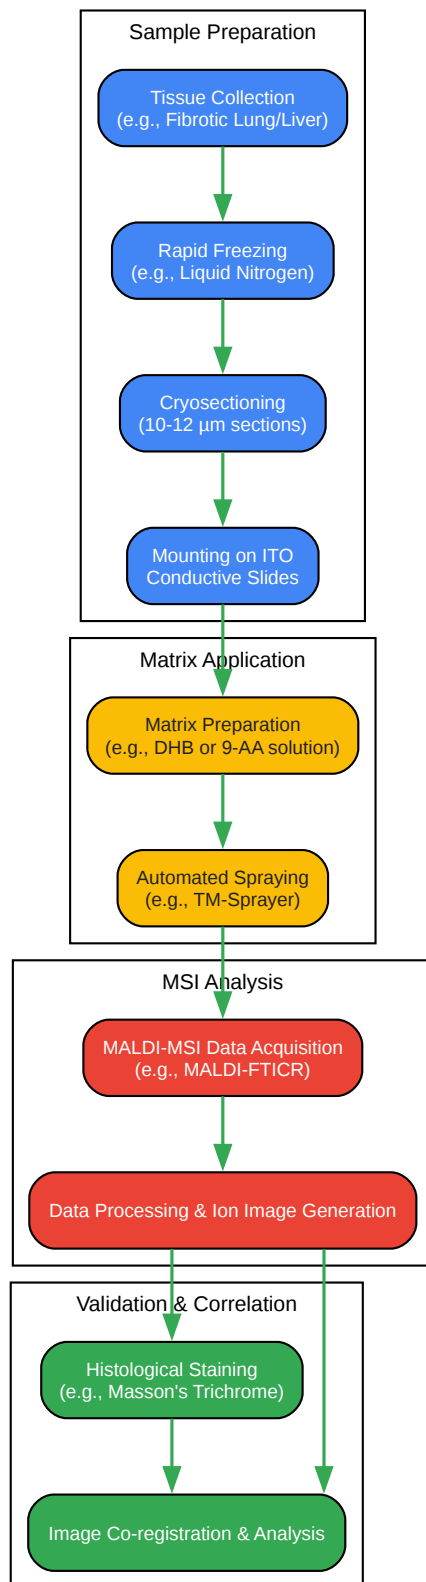 Sample Preparation
Tissue Collection
(e.g., Fibrotic Lung/Liver)
Rapid Freezing
(e.g., Liquid Nitrogen)
Cryosectioning
(10-12 µm sections)
Mounting on ITO
Conductive Slides
Matrix Application
Matrix Preparation
(e.g., DHB or 9-AA solution)
Automated Spraying
(e.g., TM-Sprayer)
MSI Analysis
MALDI-MSI Data Acquisition
(e.g., MALDI-FTICR)
Data Processing & Ion Image Generation
Validation & Correlation
Histological Staining
(e.g., Masson's Trichrome)
Image Co-registration & Analysis